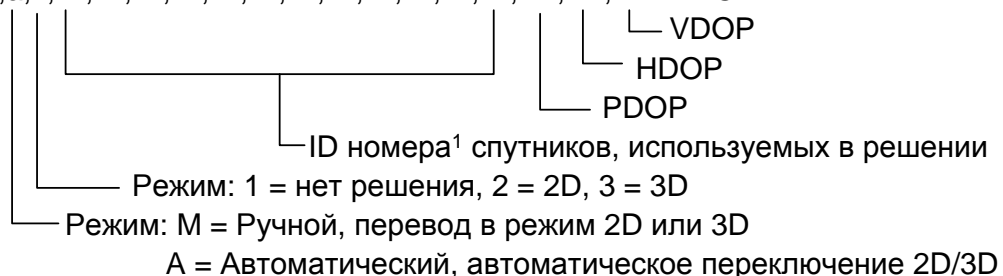 VDOP
HDOP
PDOP
ID номера¹ спутников, используемых в решении
Режим: 1 = нет решения, 2 = 2D, 3 = 3D
Режим: M = Ручной, перевод в режим 2D или 3D
A = Автоматический, автоматическое переключение 2D/3D